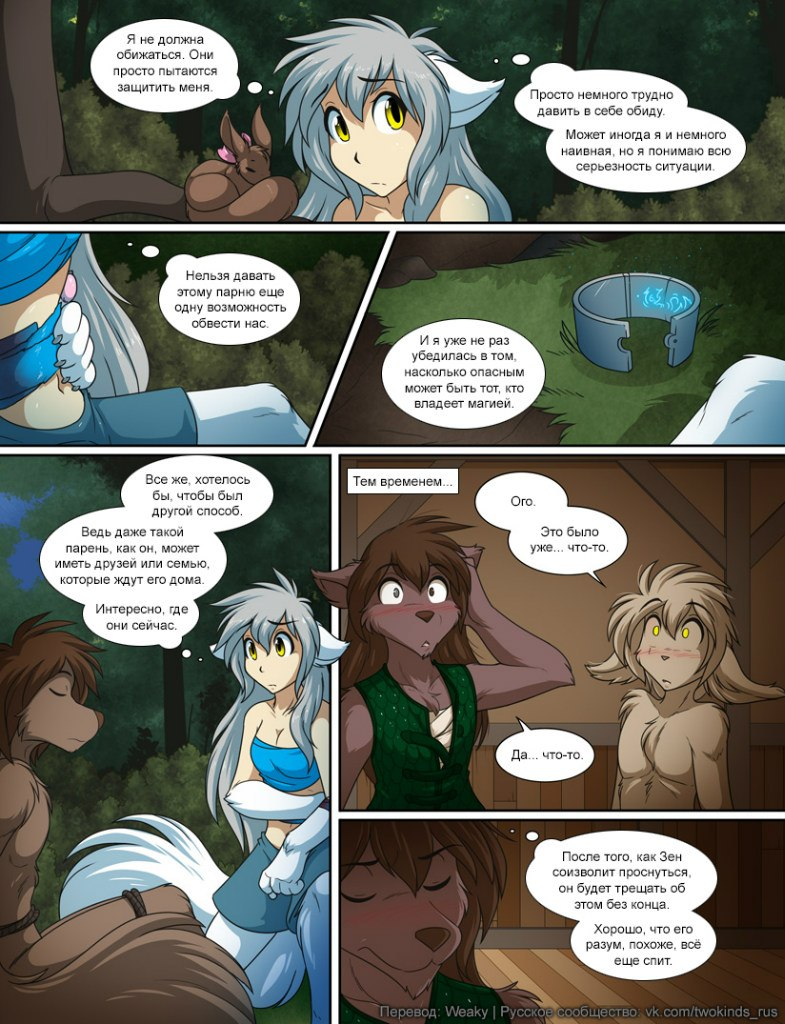 Я не должна
обижаться. Они
просто пытаются
защитить меня.
Просто немного трудно
давить в себе обиду.
Может иногда я и немного
наивная, но я понимаю всю
серьезность ситуации.
Нельзя давать
этому парню еще
одну возможность
обвести нас.
И я уже не раз
убедилась в том,
насколько опасным
может быть тот, кто
владеет магией.
Все же, хотелось
бы, чтобы был
другой способ.
Ведь даже такой
парень, как он, может
иметь друзей или семью,
которые ждут его дома.
Интересно, где
они сейчас.
Тем временем...
Ого.
Это было
уже... что-то.
Да... что-то.
После того, как Зен
соизволит проснуться,
он будет трещать об
этом без конца.
Хорошо, что его
разум, похоже, всё
еще спит.
Перевод: Weaky | Русское сообщество: vk.com/twokinds_rus